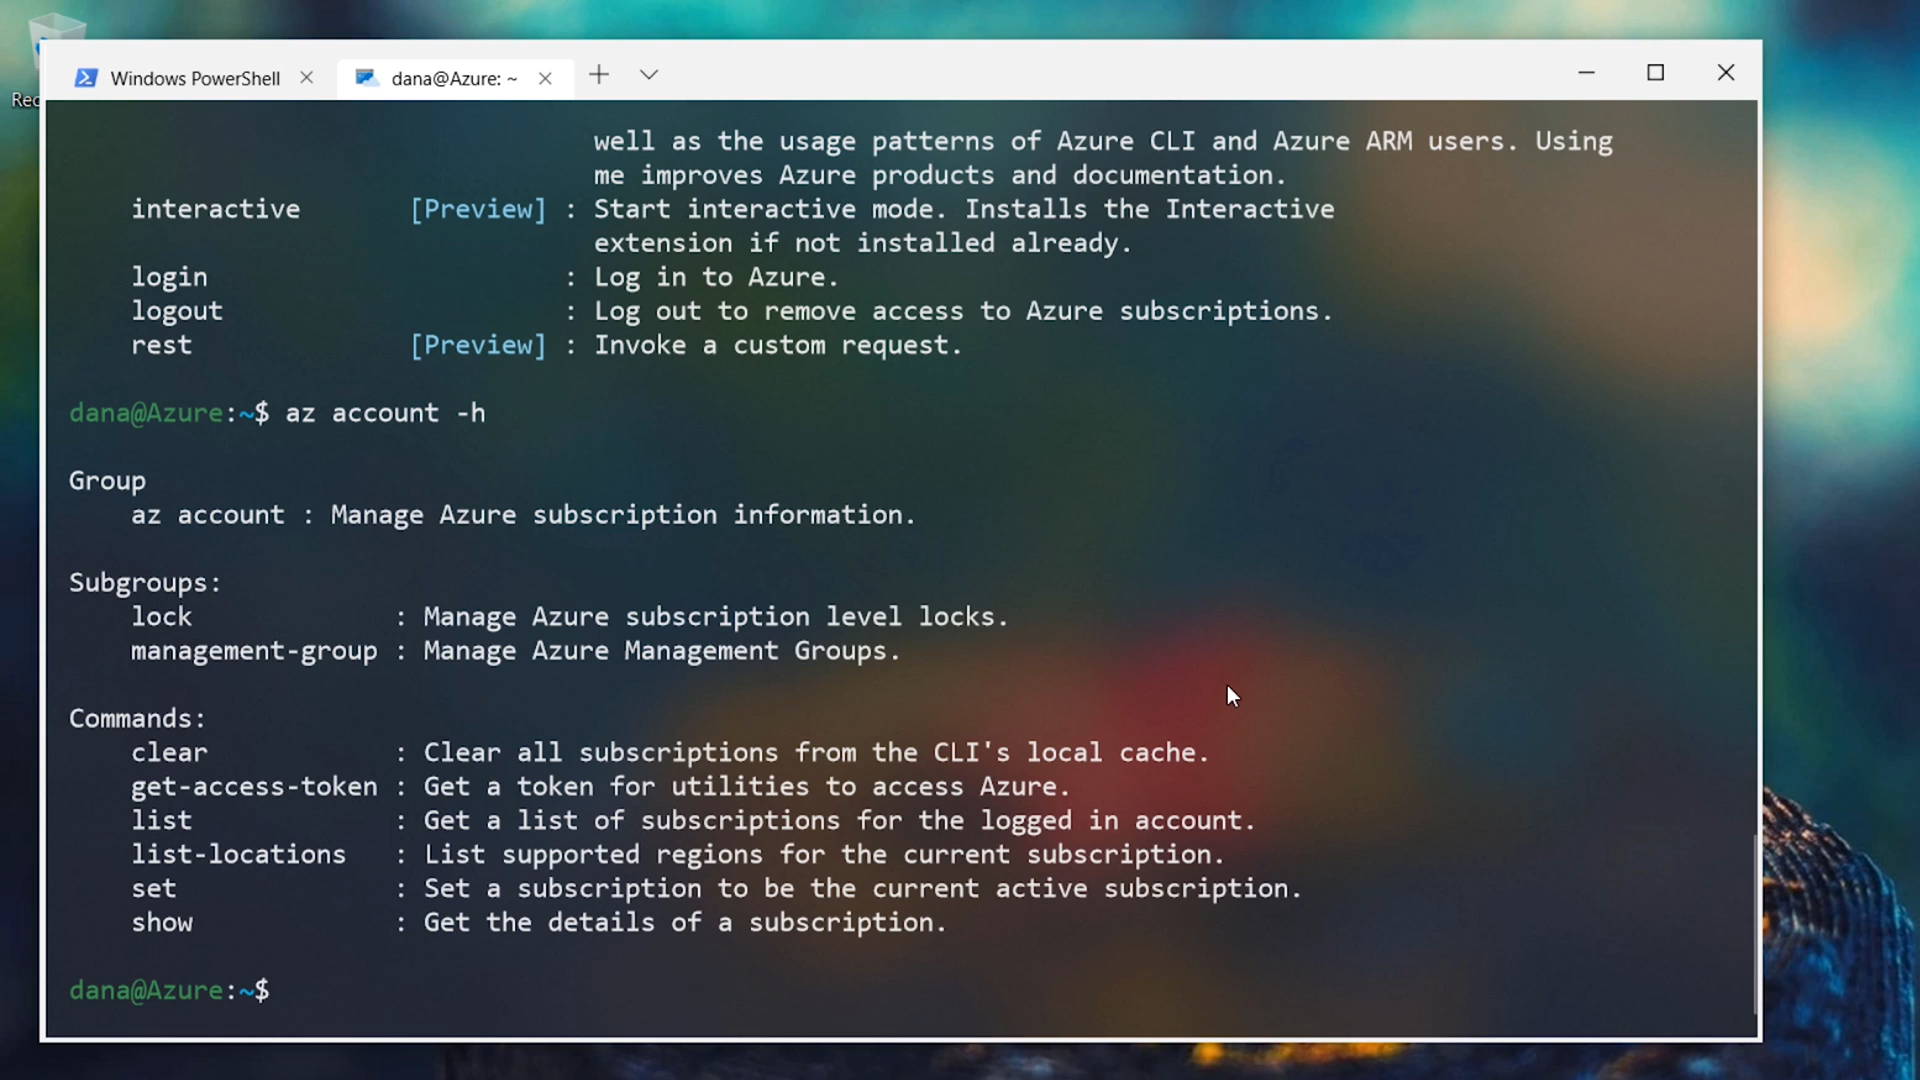 Windows PowerShell
dana@Azure: ~
well as the usage patterns of Azure CLI and Azure ARM users. Using
me improves Azure products and documentation.
interactive [Preview] : Start interactive mode. Installs the Interactive
extension if not installed already.
login : Log in to Azure.
logout : Log out to remove access to Azure subscriptions.
rest [Preview] : Invoke a custom request.
dana@Azure:~$ az account -h
Group
az account : Manage Azure subscription information.
Subgroups:
lock : Manage Azure subscription level locks.
management-group : Manage Azure Management Groups.
Commands:
clear : Clear all subscriptions from the CLI's local cache.
get-access-token : Get a token for utilities to access Azure.
list : Get a list of subscriptions for the logged in account.
list-locations : List supported regions for the current subscription.
set : Set a subscription to be the current active subscription.
show : Get the details of a subscription.
dana@Azure:~$